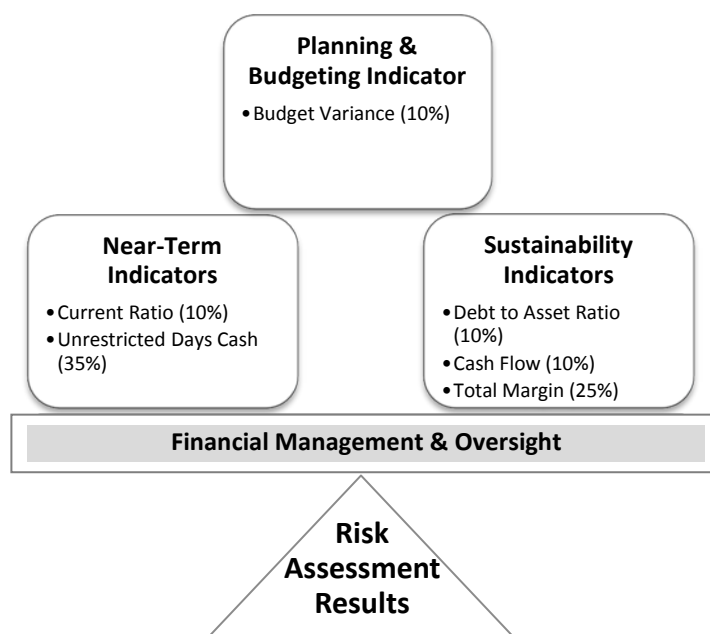 Planning &
Budgeting Indicator
•Budget Variance (10%)
Near-Term
Indicators
•Current Ratio (10%)
•Unrestricted Days Cash
(35%)
Sustainability
Indicators
•Debt to Asset Ratio
(10%)
•Cash Flow (10%)
•Total Margin (25%)
Financial Management & Oversight
Risk
Assessment
Results